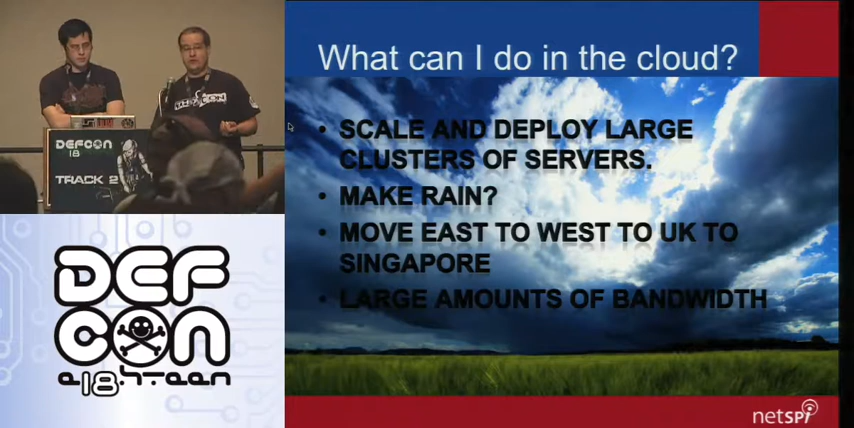 What can I do in the cloud?
• SCALE AND DEPLOY LARGE
CLUSTERS OF SERVERS.
• MAKE RAIN?
• MOVE EAST TO WEST TO UK TO
SINGAPORE
• LARGE AMOUNTS OF BANDWIDTH
netSPi
DEFCON
18
TRACK 2
DEF
CON
e18hteen